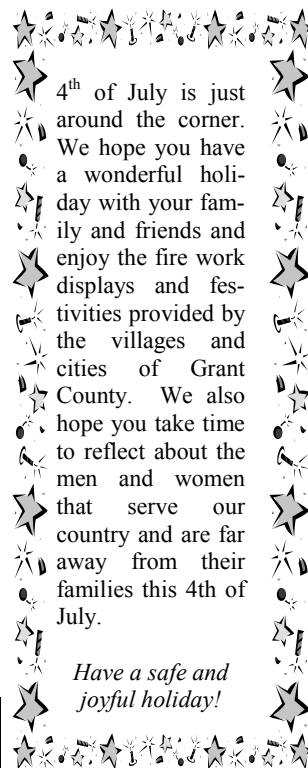 4th of July is just
around the corner.
We hope you have
a wonderful holi-
day with your fam-
ily and friends and
enjoy the fire work
displays and fes-
tivities provided by
the villages and
cities of Grant
County. We also
hope you take time
to reflect about the
men and women
that serve our
country and are far
away from their
families this 4th of
July.
Have a safe and
joyful holiday!